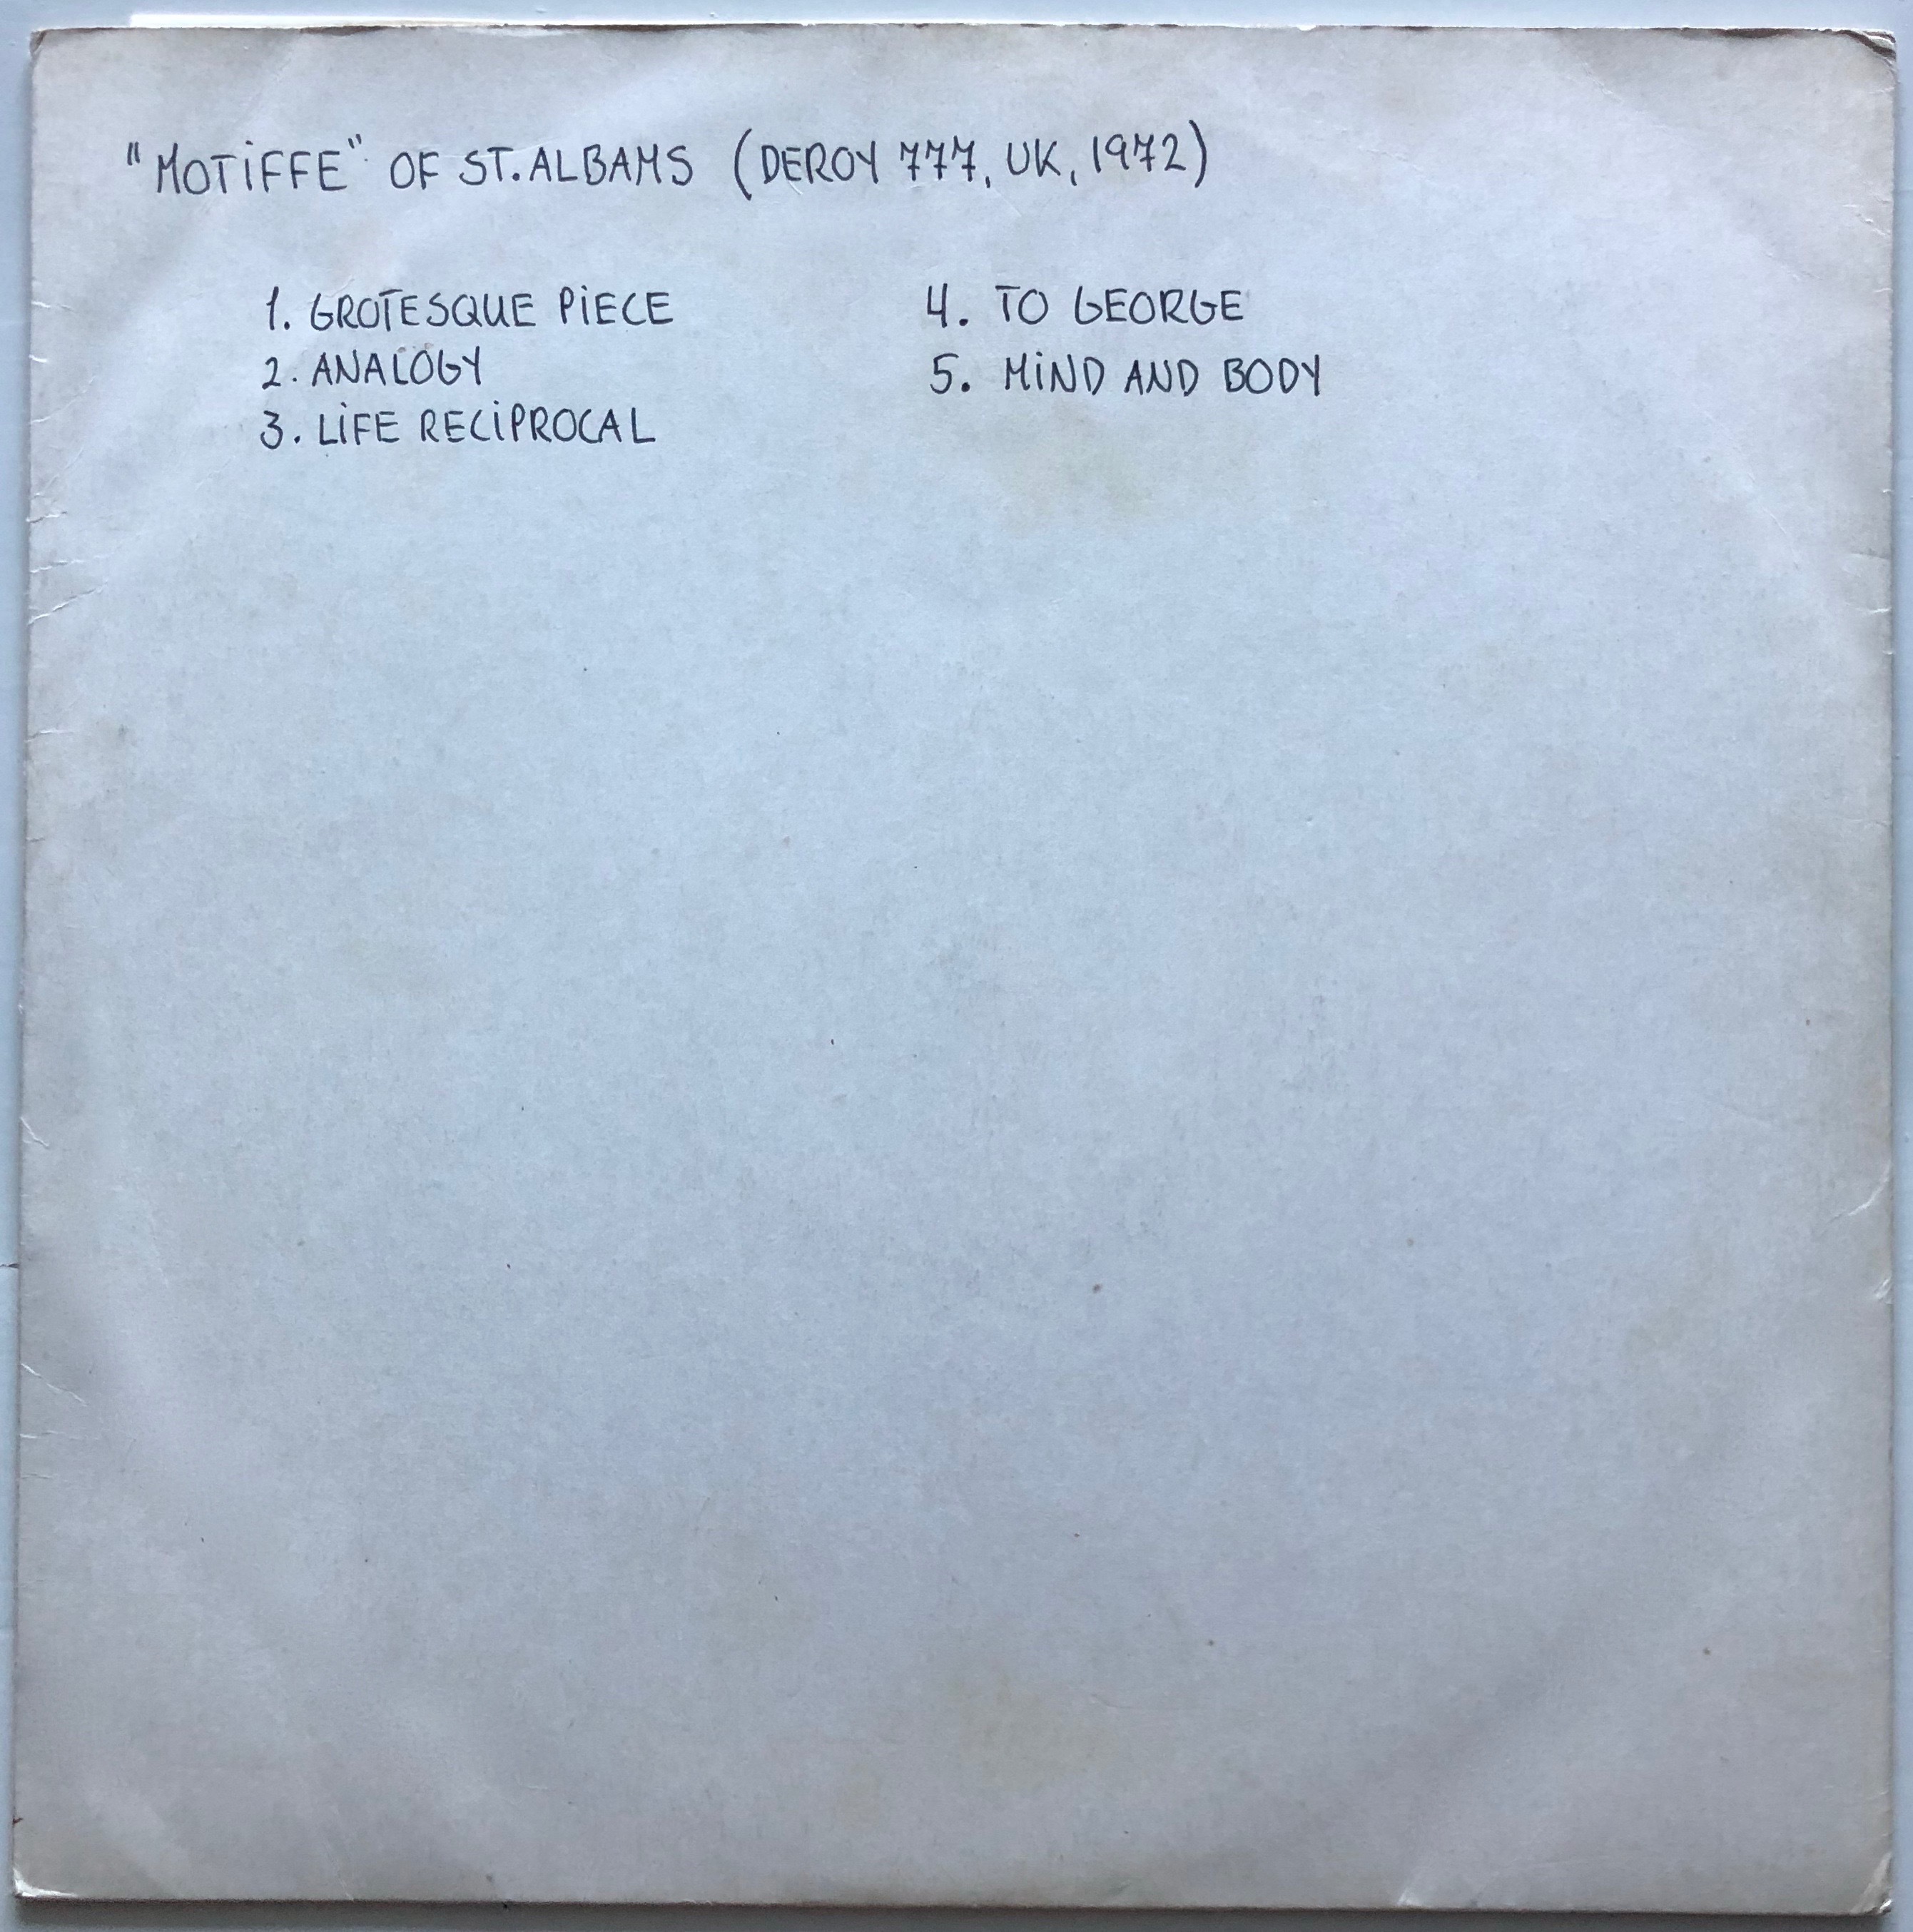 "MOTiFFE" OF ST. ALBANS (DEROY 777, UK, 1972)
1. GROTESQUE PiECE
2. ANALOGY
3. LiFE RECiPROCAL
4. TO GEORGE
5. MiND AND BODY